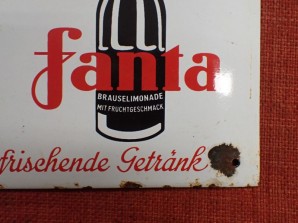 fanta
BRAUSELIMONADE
MIT FRUCHTGESCHMACK
frischende Getränk